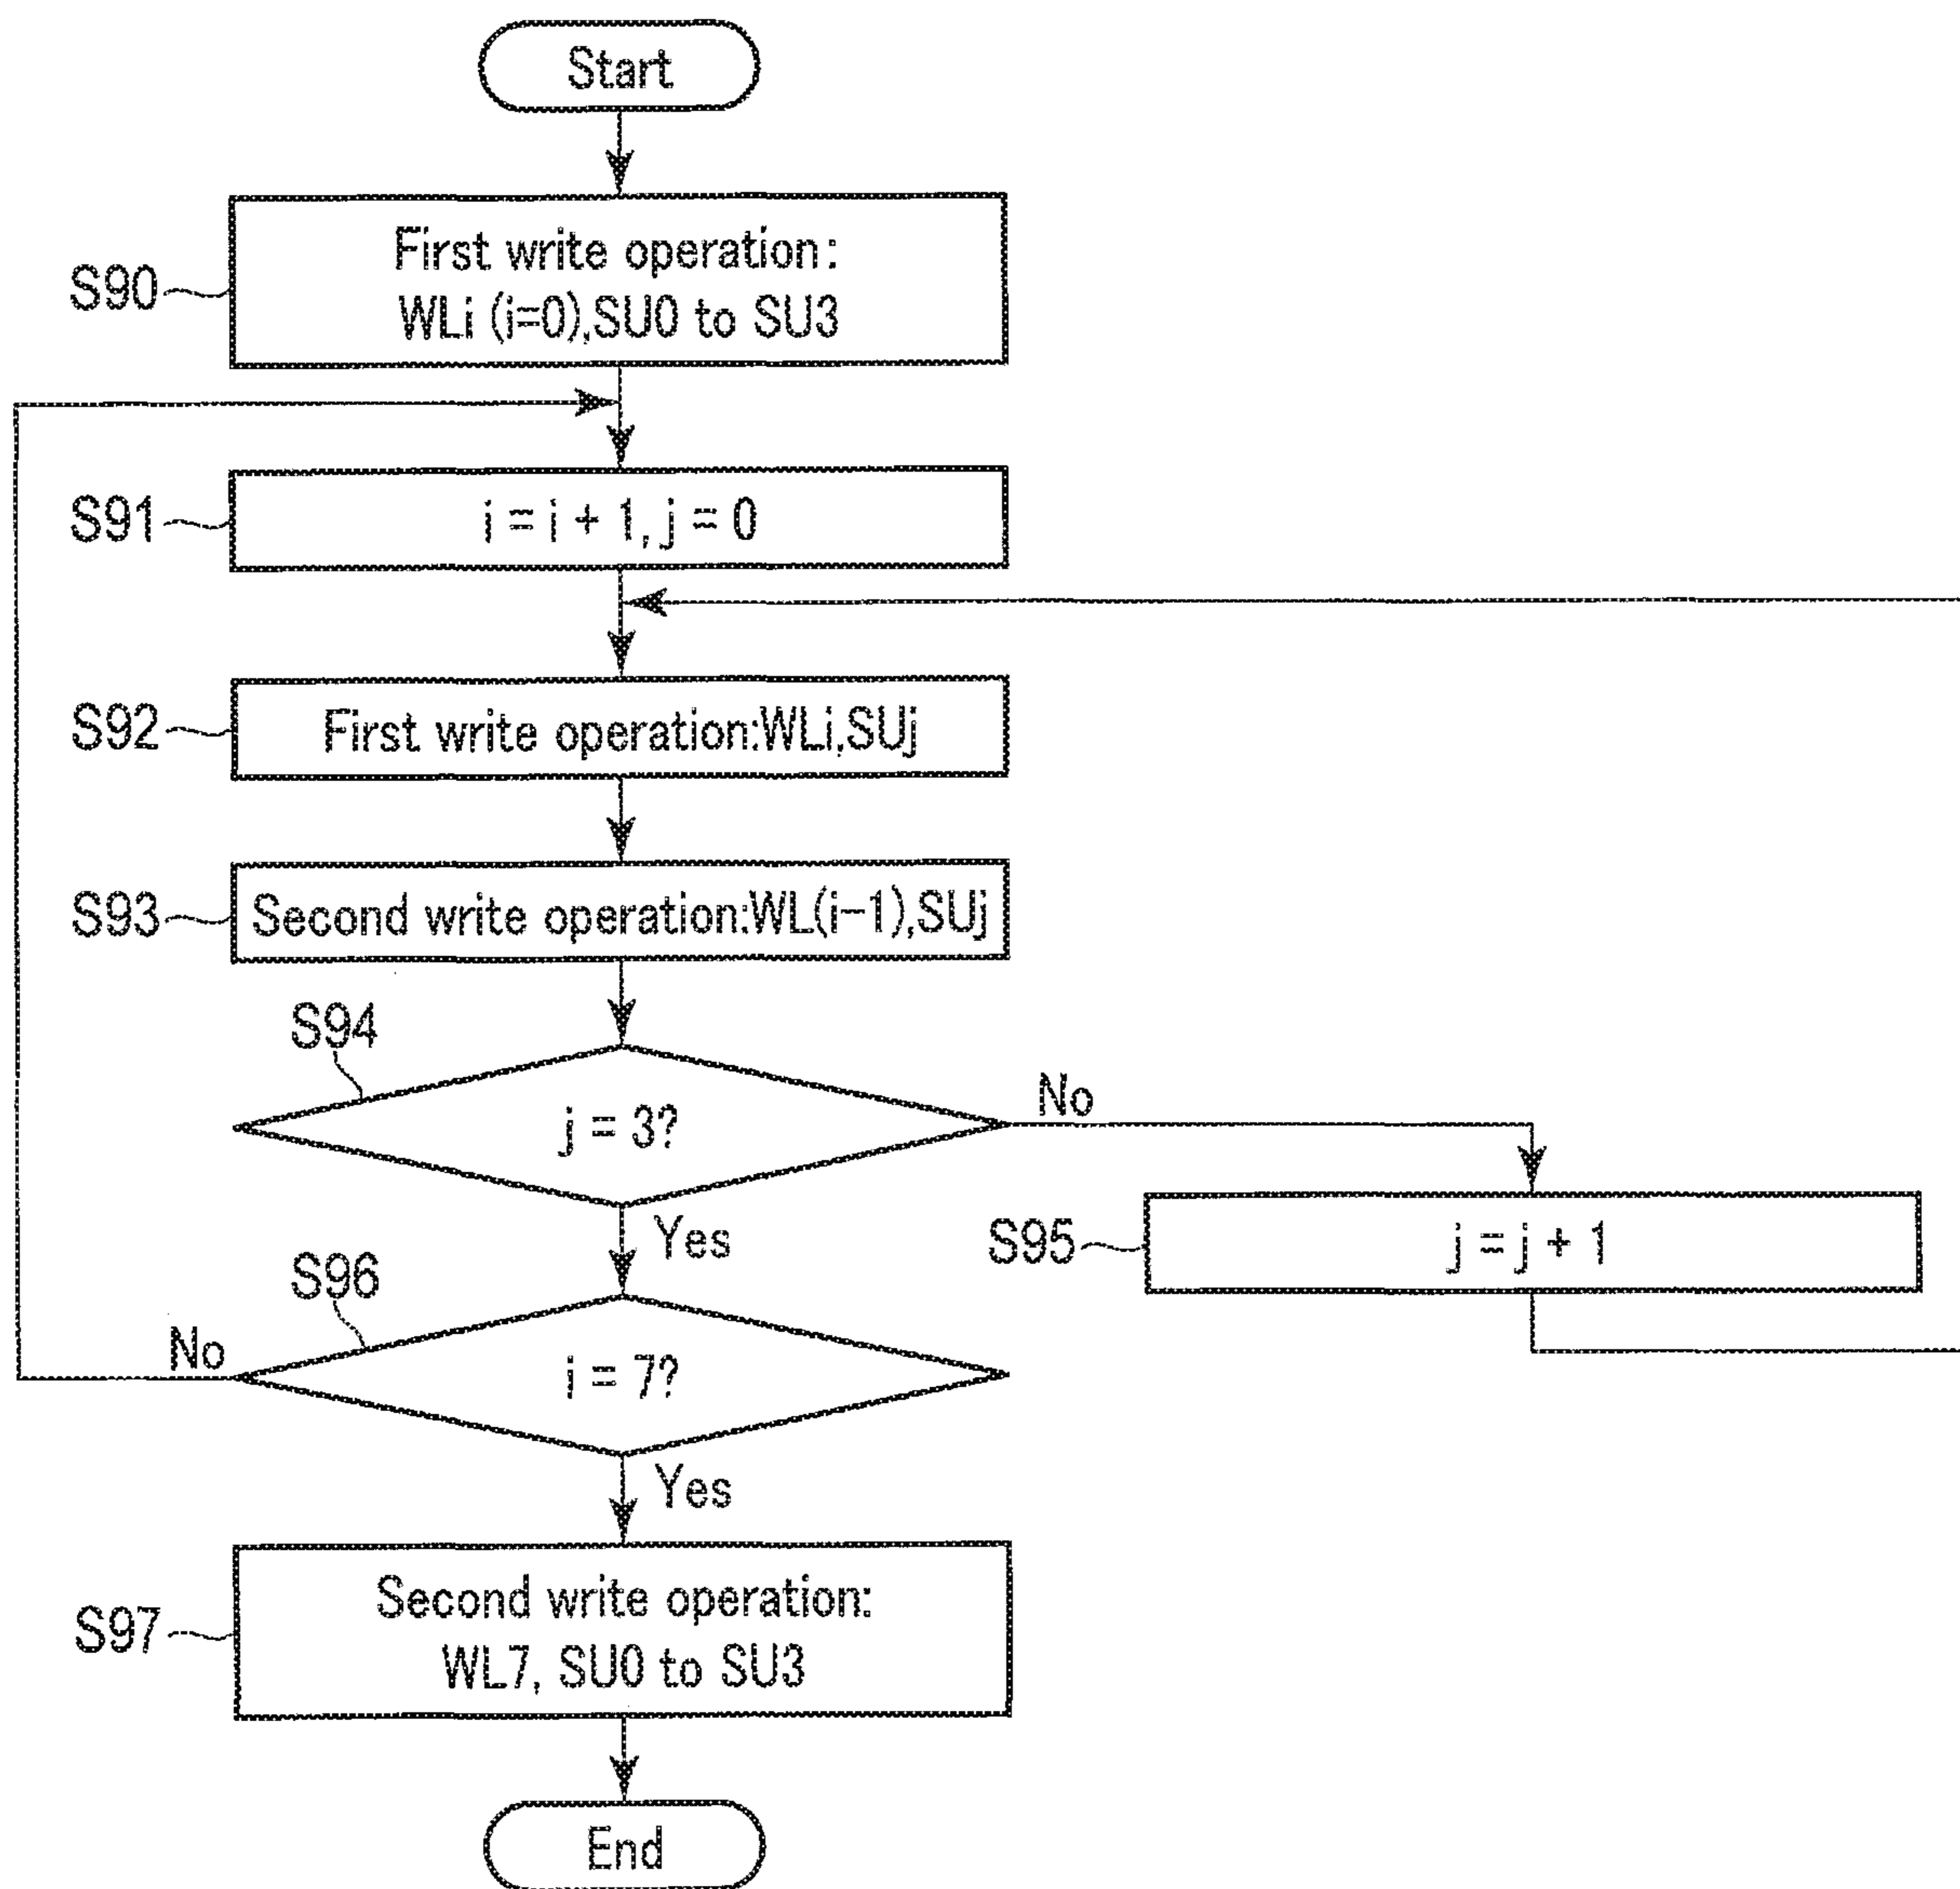 Start
S90
First write operation:
WLi (i=0),SU0 to SU3
S91
i = i + 1, j = 0
S92
First write operation:WLi,SUj
S93
Second write operation:WL(i-1),SUj
S94
j = 3?
No
Yes
S95
j = j + 1
S96
i = 7?
No
Yes
S97
Second write operation:
WL7, SU0 to SU3
End